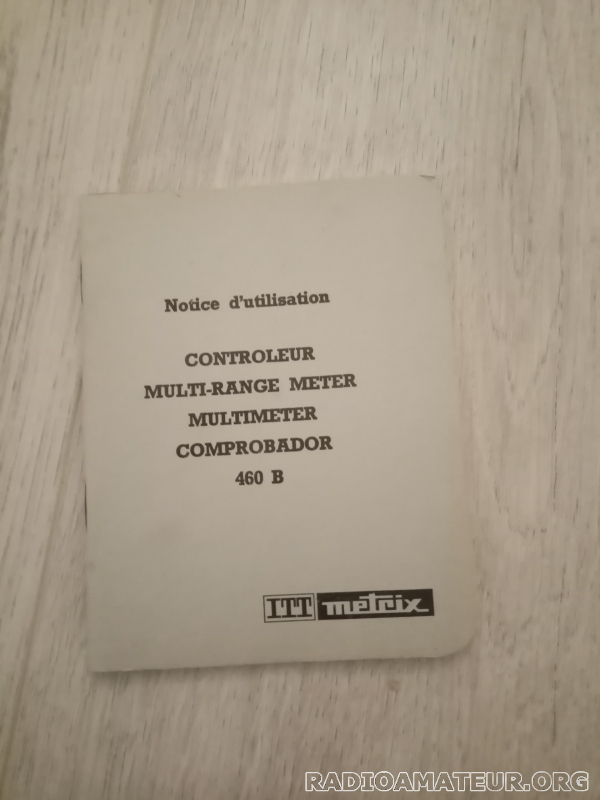 Notice d'utilisation
CONTROLEUR
MULTI-RANGE METER
MULTIMETER
COMPROBADOR
460 B
ITT metrix
RADIOAMATEUR.ORG